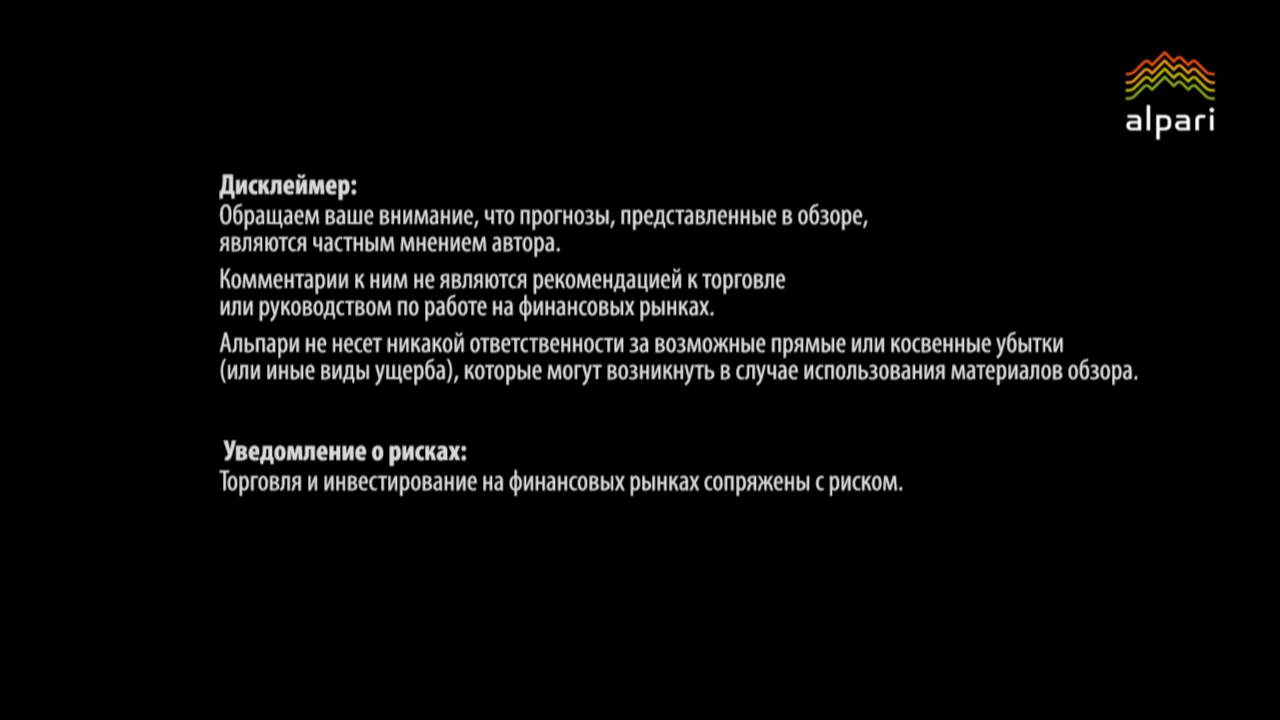 alpari
Дисклеймер:
Обращаем ваше внимание, что прогнозы, представленные в обзоре,
являются частным мнением автора.
Комментарии к ним не являются рекомендацией к торговле
или руководством по работе на финансовых рынках.
Альпари не несет никакой ответственности за возможные прямые или косвенные убытки
(или иные виды ущерба), которые могут возникнуть в случае использования материалов обзора.
Уведомление о рисках:
Торговля и инвестирование на финансовых рынках сопряжены с риском.